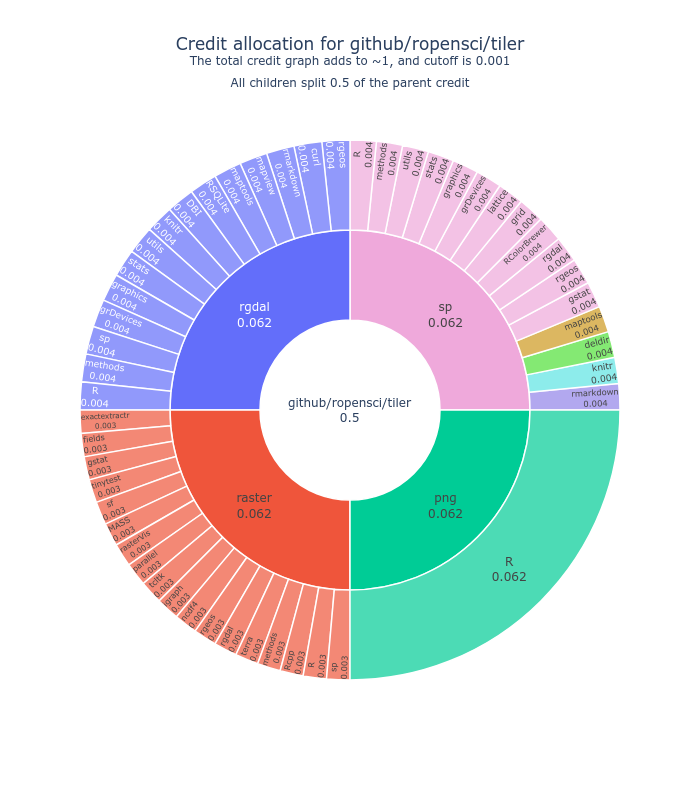 Credit allocation for github/ropensci/tiler
The total credit graph adds to ~1, and cutoff is 0.001
All children split 0.5 of the parent credit
github/ropensci/tiler
0.5
rgdal
0.062
sp
0.062
raster
0.062
png
0.062
R
0.062
R
0.004
methods
0.004
utils
0.004
stats
0.004
graphics
0.004
grDevices
0.004
lattice
0.004
grid
0.004
RColorBrewer
0.004
rgdal
0.004
rgeos
0.004
gstat
0.004
maptools
0.004
deldir
0.004
knitr
0.004
rmarkdown
0.004
rgeos
0.004
curl
0.004
rmarkdown
0.004
mapview
0.004
maptools
0.004
RSQLite
0.004
DBI
0.004
knitr
0.004
utils
0.004
stats
0.004
graphics
0.004
grDevices
0.004
sp
0.004
methods
0.004
R
0.004
exactextractr
0.003
fields
0.003
gstat
0.003
tinytest
0.003
sf
0.003
MASS
0.003
rasterVis
0.003
parallel
0.003
tcltk
0.003
igraph
0.003
ncdf4
0.003
rgeos
0.003
rgdal
0.003
terra
0.003
methods
0.003
Rcpp
0.003
R
0.003
sp
0.003